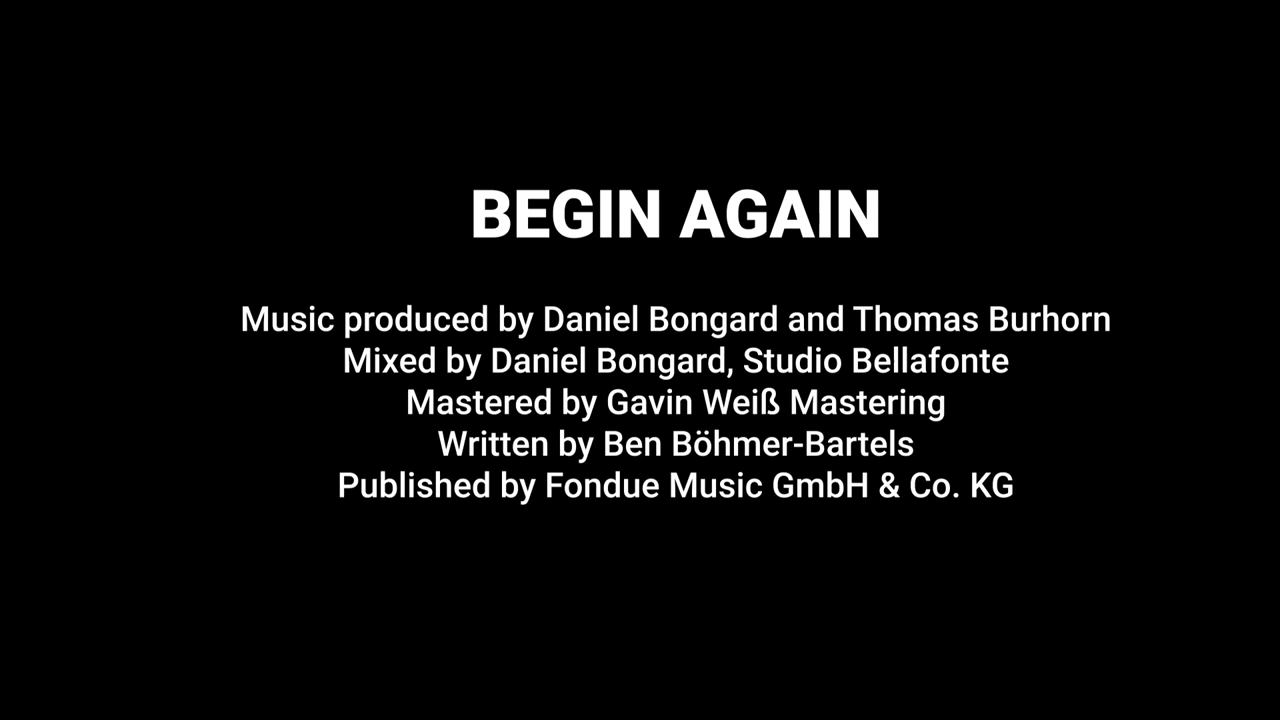 BEGIN AGAIN
Music produced by Daniel Bongard and Thomas Burhorn
Mixed by Daniel Bongard, Studio Bellafonte
Mastered by Gavin Weiß Mastering
Written by Ben Böhmer-Bartels
Published by Fondue Music GmbH & Co. KG